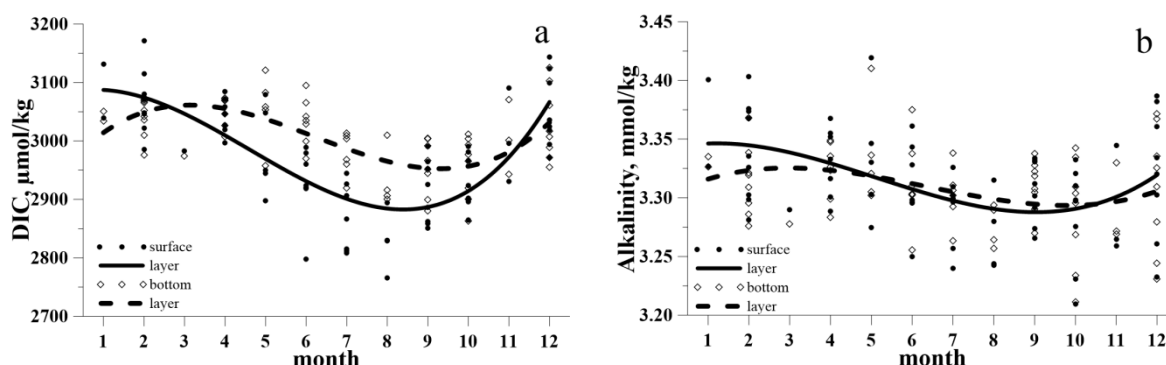 a
3200
3100
3000
2900
2800
2700
DIC, μmol/kg
surface
layer
bottom
layer
1 2 3 4 5 6 7 8 9 10 11 12
month
b
3.45
3.40
3.35
3.30
3.25
3.20
Alkalinity, mmol/kg
surface
layer
bottom
layer
1 2 3 4 5 6 7 8 9 10 11 12
month